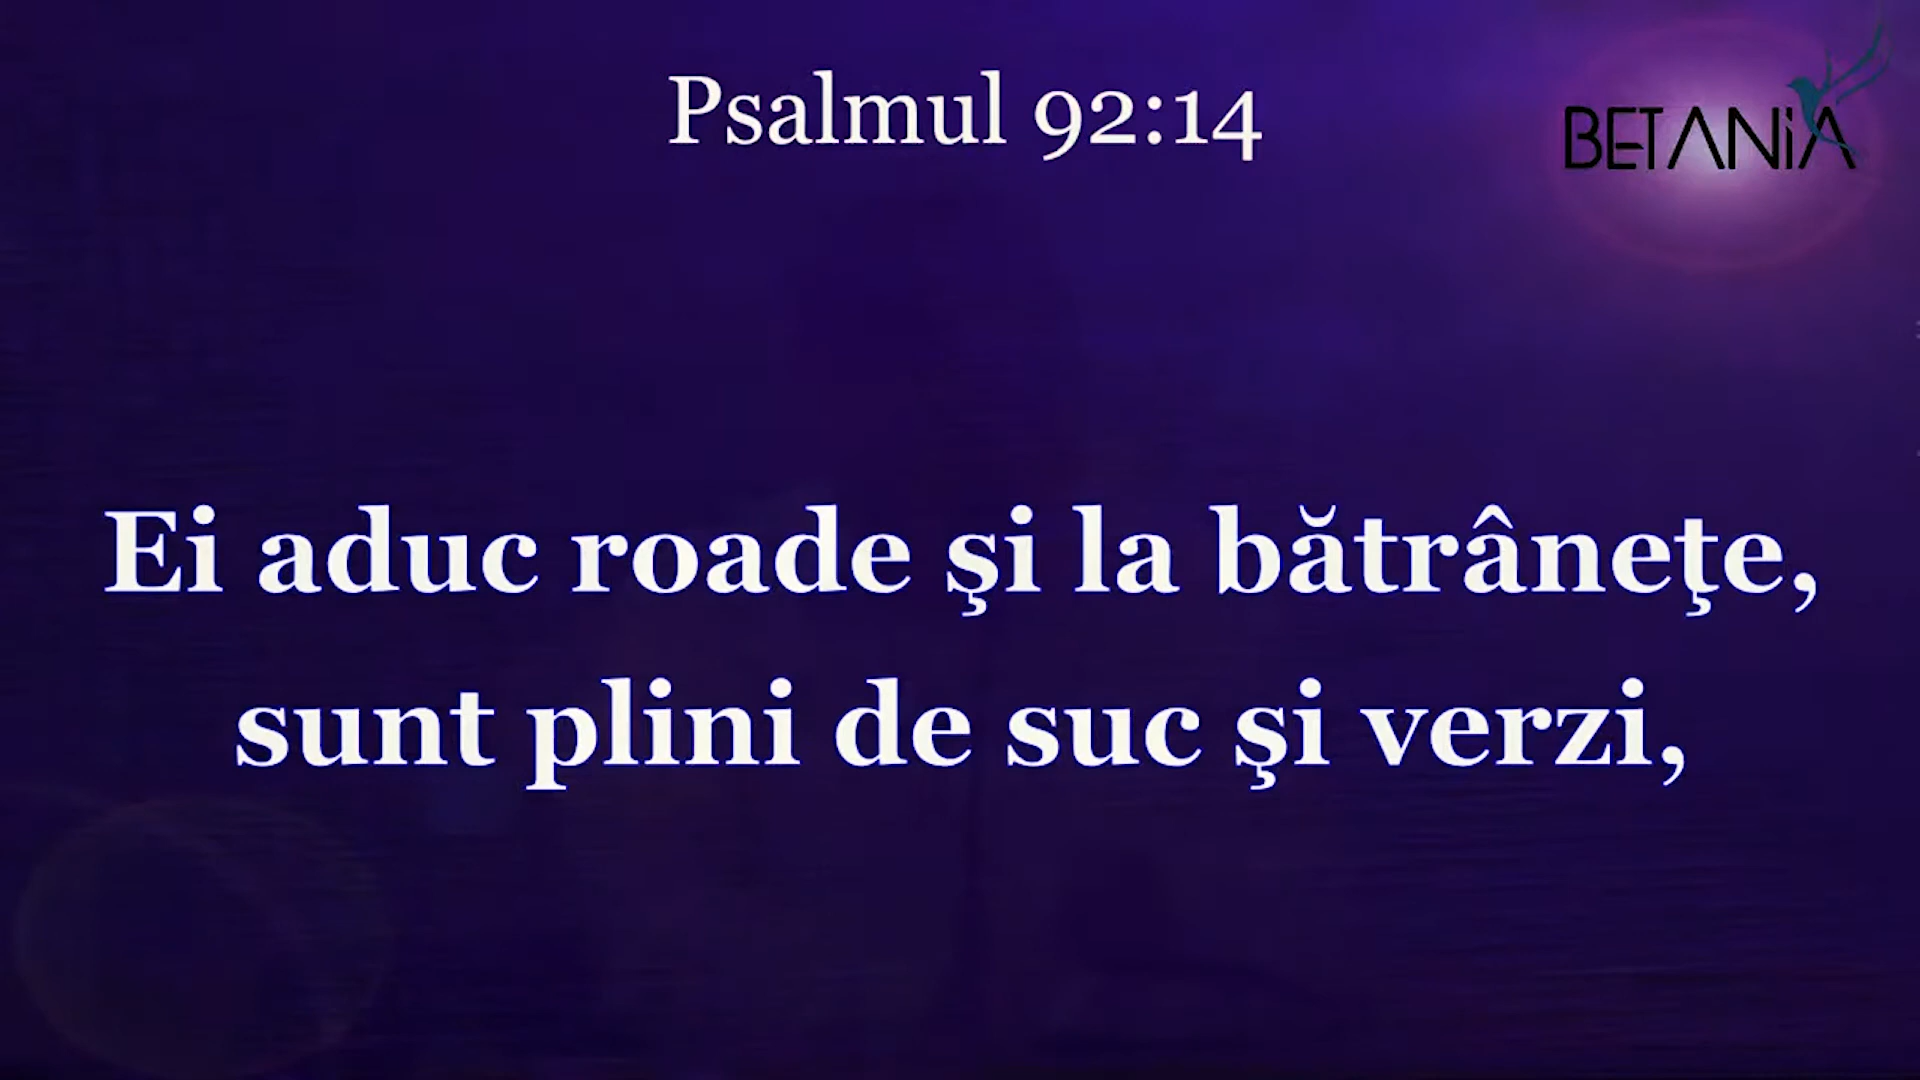 Psalmul 92:14
BETANiA
Ei aduc roade şi la bătrâneţe,
sunt plini de suc şi verzi,